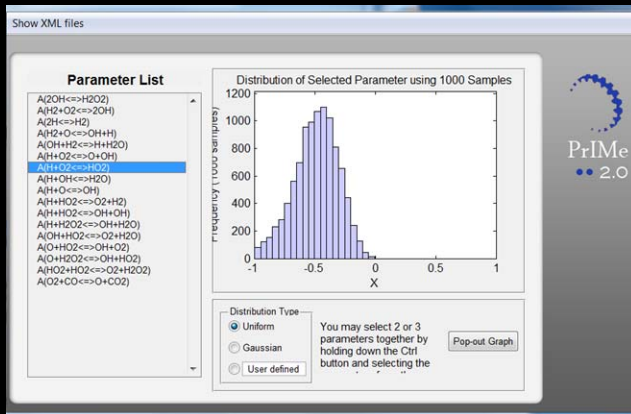 Show XML files
Parameter List
A(2OH<=>H2O2)
A(H2+O2<=>2OH)
A(2H<=>H2)
A(H2+O<=>OH+H)
A(OH+H2<=>H+H2O)
A(H+O2<=>O+OH)
A(H+O2<=>HO2)
A(H+OH<=>H2O)
A(H+O<=>OH)
A(H+HO2<=>O2+H2)
A(H+HO2<=>OH+OH)
A(H+H2O2<=>OH+H2O)
A(OH+HO2<=>O2+H2O)
A(O+HO2<=>OH+O2)
A(O+H2O2<=>OH+HO2)
A(HO2+HO2<=>O2+H2O2)
A(O2+CO<=>O+CO2)
Distribution of Selected Parameter using 1000 Samples
Frequency (1000 samples)
1200
1000
800
600
400
200
0
-1 -0.5 0 0.5 1
X
Distribution Type
Uniform
Gaussian
User defined
You may select 2 or 3
parameters together by
holding down the Ctrl
button and selecting the
Pop-out Graph
PrIMe
2.0